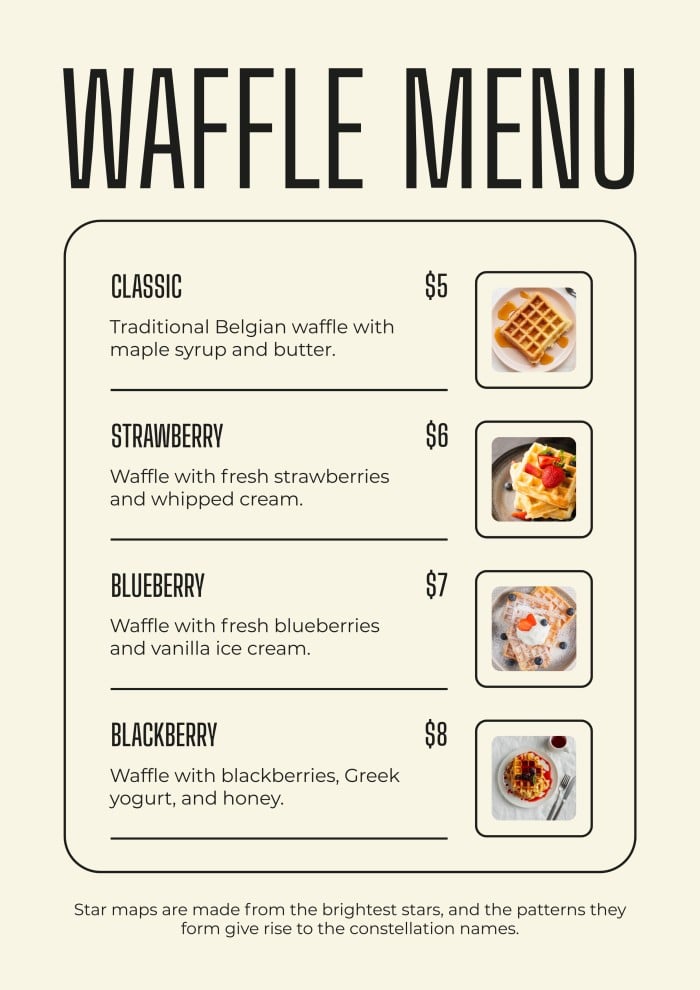 WAFFLE MENU
CLASSIC $5
Traditional Belgian waffle with
maple syrup and butter.
STRAWBERRY $6
Waffle with fresh strawberries
and whipped cream.
BLUEBERRY $7
Waffle with fresh blueberries
and vanilla ice cream.
BLACKBERRY $8
Waffle with blackberries, Greek
yogurt, and honey.
Star maps are made from the brightest stars, and the patterns they
form give rise to the constellation names.